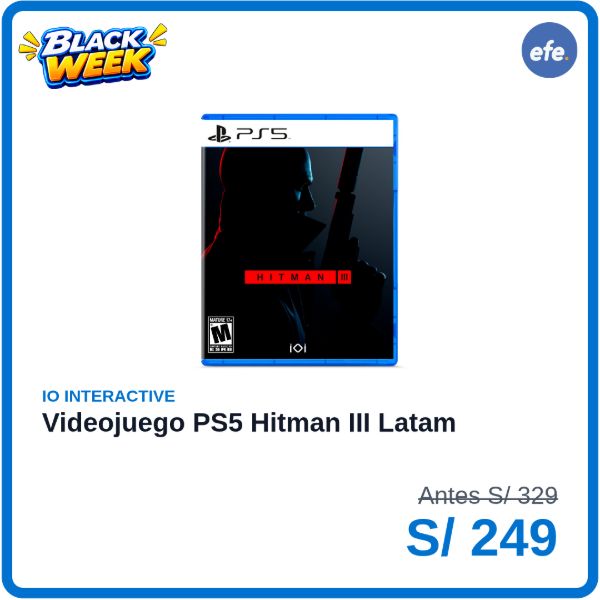 BLACK
WEEK
efe.
PS5
HITMAN III
MATURE 17+
M
ESRB
IOI
IO INTERACTIVE
Videojuego PS5 Hitman III Latam
Antes S/ 329
S/ 249